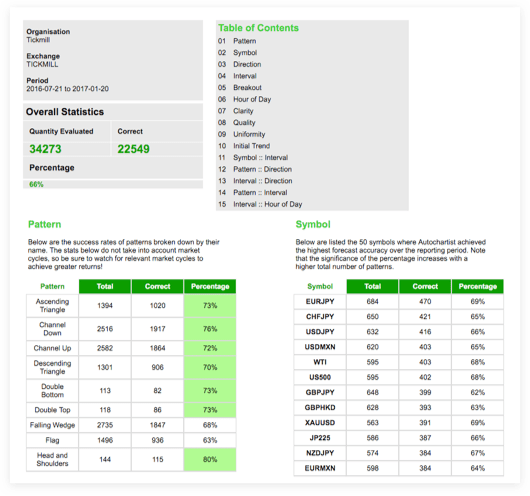 Organisation
Tickmill
Exchange
TICKMILL
Period
2016-07-21 to 2017-01-20
Overall Statistics
Quantity Evaluated Correct
34273 22549
Percentage
66%
Table of Contents
01 Pattern
02 Symbol
03 Direction
04 Interval
05 Breakout
06 Hour of Day
07 Clarity
08 Quality
09 Uniformity
10 Initial Trend
11 Symbol :: Interval
12 Pattern :: Direction
13 Interval :: Direction
14 Pattern :: Interval
15 Interval :: Hour of Day
Pattern
Below are the success rates of patterns broken down by their
name. The stats below do not take into account market
cycles, so be sure to watch for relevant market cycles to
achieve greater returns!
Pattern Total Correct Percentage
Ascending
Triangle 1394 1020 73%
Channel
Down 2516 1917 76%
Channel Up 2582 1864 72%
Descending
Triangle 1301 906 70%
Double
Bottom 113 82 73%
Double Top 118 86 73%
Falling Wedge 2735 1847 68%
Flag 1496 936 63%
Head and
Shoulders 144 115 80%
Symbol
Below are listed the 50 symbols where Autochartist achieved
the highest forecast accuracy over the reporting period. Note
that the significance of the percentage increases with a
higher total number of patterns.
Symbol Total Correct Percentage
EURJPY 684 470 69%
CHFJPY 650 421 65%
USDJPY 632 416 66%
USDMXN 620 403 65%
WTI 595 403 68%
US500 595 402 68%
GBPJPY 648 399 62%
GBPHKD 628 393 63%
XAUUSD 563 391 69%
JP225 586 387 66%
NZDJPY 574 384 67%
EURMXN 598 384 64%